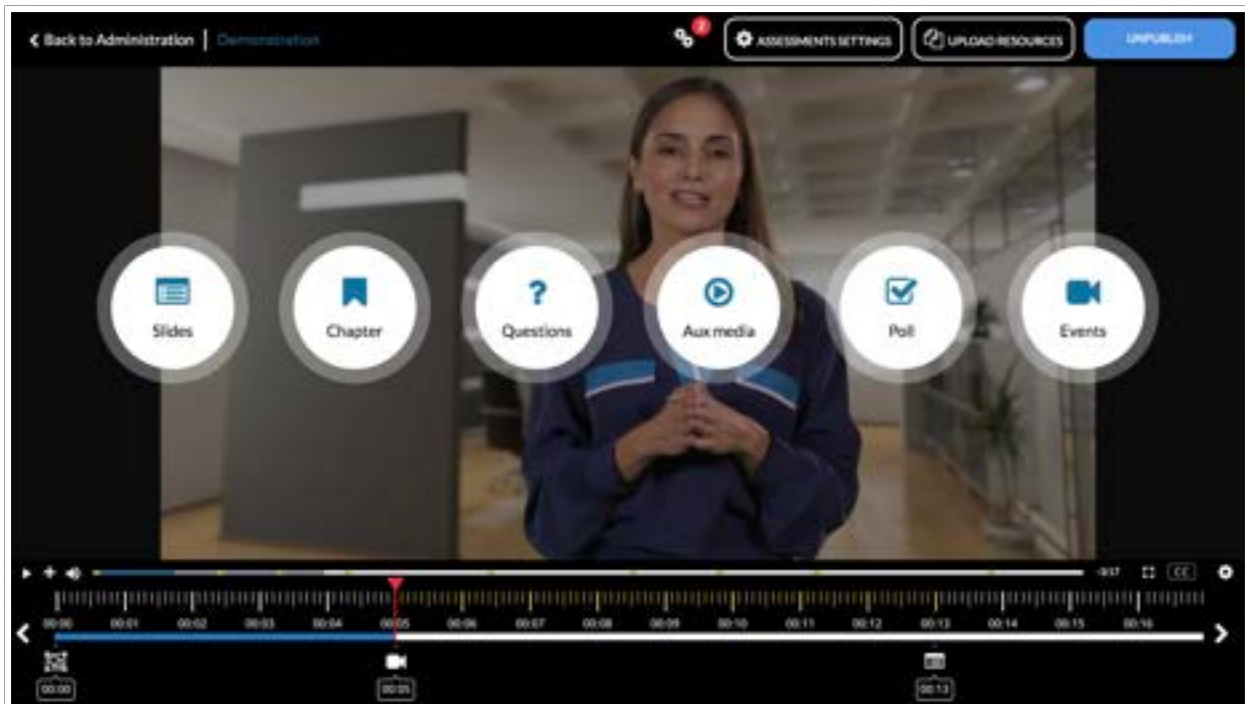 Back to Administration | Demonstration
2
ASSESSMENTS SETTINGS
UPLOAD RESOURCES
UNPUBLISH
Slides
Chapter
?
Questions
Aux media
Poll
Events
CC
00:00 00:01 00:02 00:03 00:04 00:05 00:06 00:07 00:08 00:09 00:10 00:11 00:12 00:13 00:14 00:15 00:16
00:00
00:05
00:13